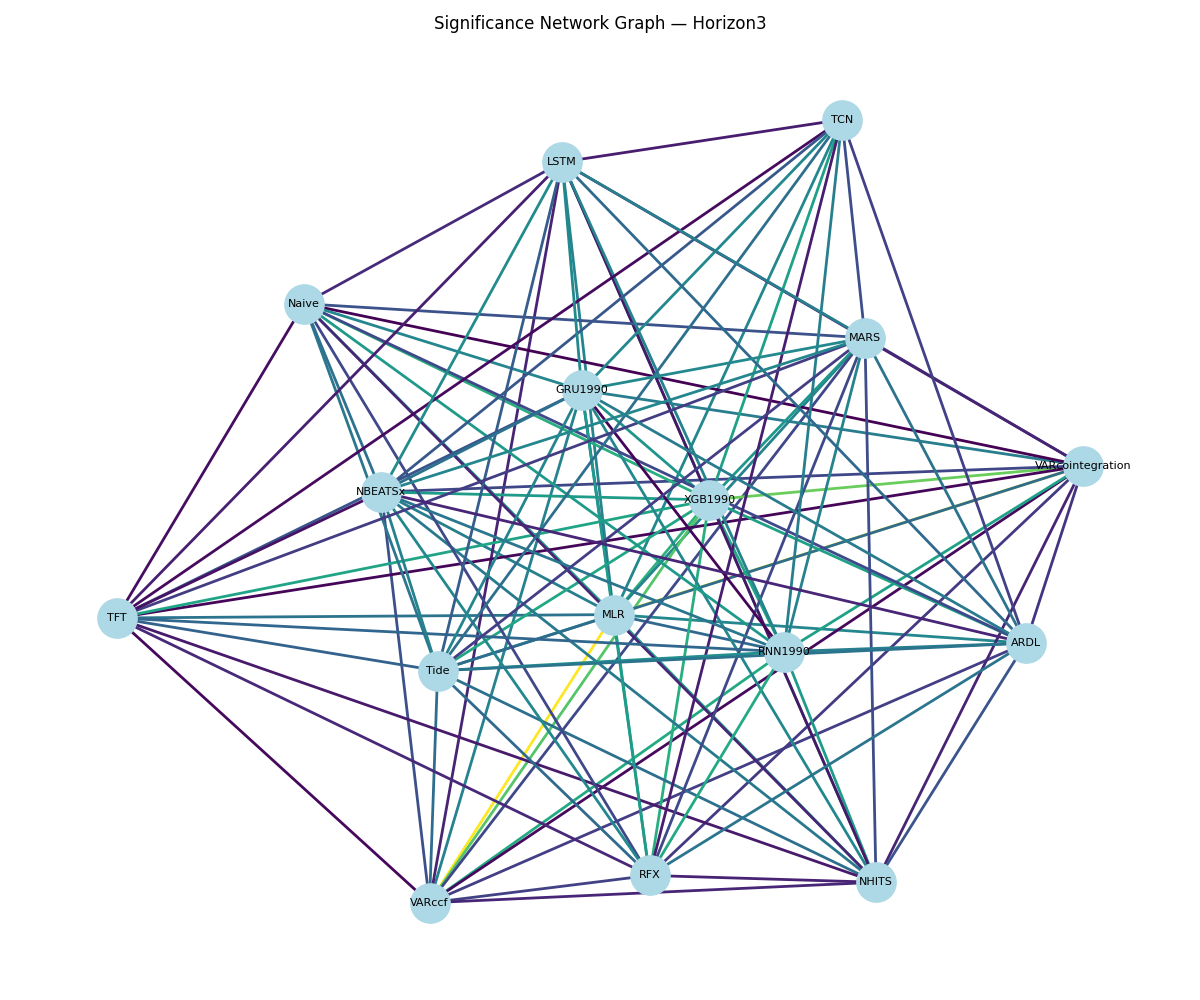 Significance Network Graph — Horizon3
TCN
LSTM
Naive
MARS
GRU1990
VARcointegration
NBEATSx
XGB1990
TFT
MLR
ARDL
RNN1990
Tide
RFX
NHITS
VARccf